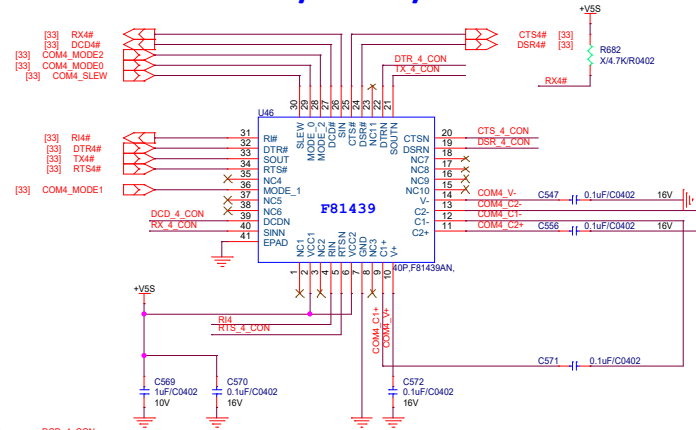 +V5S
[33] RX4#
[33] DCD4#
[33] COM4_MODE2
[33] COM4_MODE0
[33] COM4_SLEW
CTS4# [33]
DSR4# [33]
DTR_4_CON
TX_4_CON
R682
X/4.7K/R0402
RX4#
U46
30 29 28 27 26 25 24 23 22 21
SLEW MODE_0 MODE_2 DCD# SIN CTS# DSR# NC11 DTRN SOUTN
[33] RI4#
[33] DTR4#
[33] TX4#
[33] RTS4#
[33] COM4_MODE1
DCD_4_CON
RX_4_CON
31 RI#
32 DTR#
33 SOUT
34 RTS#
35 NC4
36 MODE_1
37 NC5
38 NC6
39 DCDN
40 SINN
41 EPAD
F81439
CTSN 20 CTS_4_CON
DSRN 19 DSR_4_CON
NC7 18
NC8 17
NC9 16
NC10 15
V- 14 COM4_V-
C2- 13 COM4_C2-
C1- 12 COM4_C1-
C2+ 11 COM4_C2+
C547 0.1uF/C0402 16V
C556 0.1uF/C0402 16V
NC1 VCC1 NC2 RIN RTSN VCC2 GND NC3 C1+ V+
1 2 3 4 5 6 7 8 9 10
40P,F81439AN,
+V5S
RI4
RTS_4_CON
COM4_C1+
COM4_V+
C571 0.1uF/C0402
C569
1uF/C0402
10V
C570
0.1uF/C0402
16V
C572
0.1uF/C0402
16V
DCD_4_CON